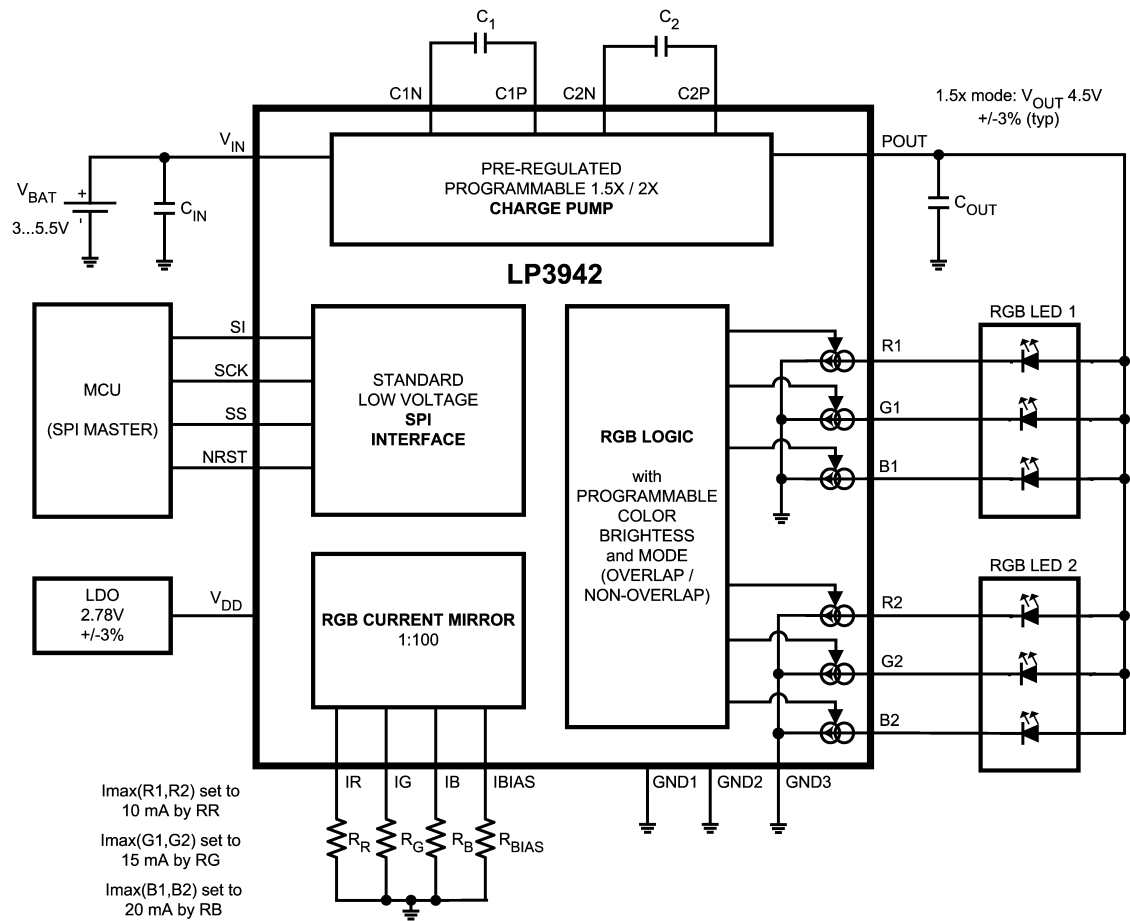 C1
C2
C1N
C1P
C2N
C2P
1.5x mode: VOUT 4.5V
+/-3% (typ)
VIN
POUT
PRE-REGULATED
PROGRAMMABLE 1.5X / 2X
CHARGE PUMP
VBAT
+
-
3...5.5V
CIN
COUT
LP3942
MCU
(SPI MASTER)
SI
SCK
SS
NRST
STANDARD
LOW VOLTAGE
SPI
INTERFACE
RGB LOGIC
with
PROGRAMMABLE
COLOR
BRIGHTESS
and MODE
(OVERLAP /
NON-OVERLAP)
RGB LED 1
R1
G1
B1
RGB LED 2
R2
G2
B2
LDO
2.78V
+/-3%
VDD
RGB CURRENT MIRROR
1:100
IR
IG
IB
IBIAS
GND1
GND2
GND3
RR
RG
RB
RBIAS
Imax(R1,R2) set to
10 mA by RR
Imax(G1,G2) set to
15 mA by RG
Imax(B1,B2) set to
20 mA by RB